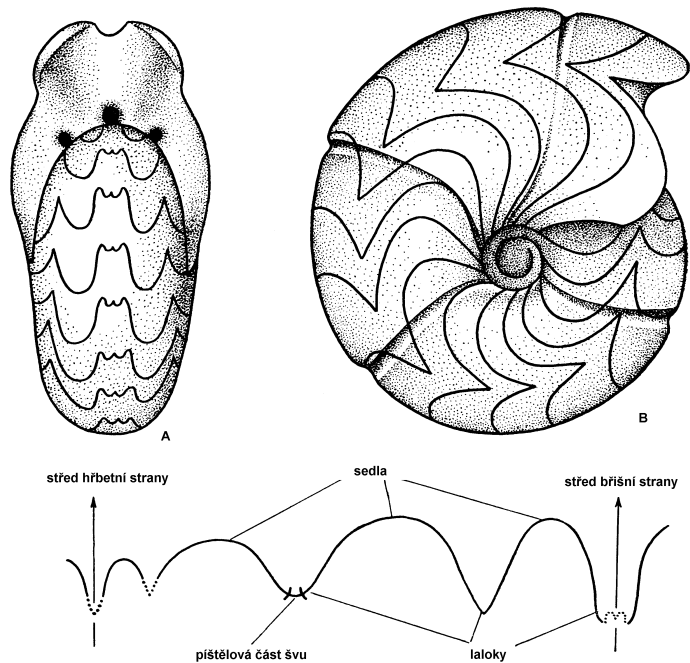 A
B
sedla
střed hřbetní strany
střed břišní strany
píštělová část švu
laloky